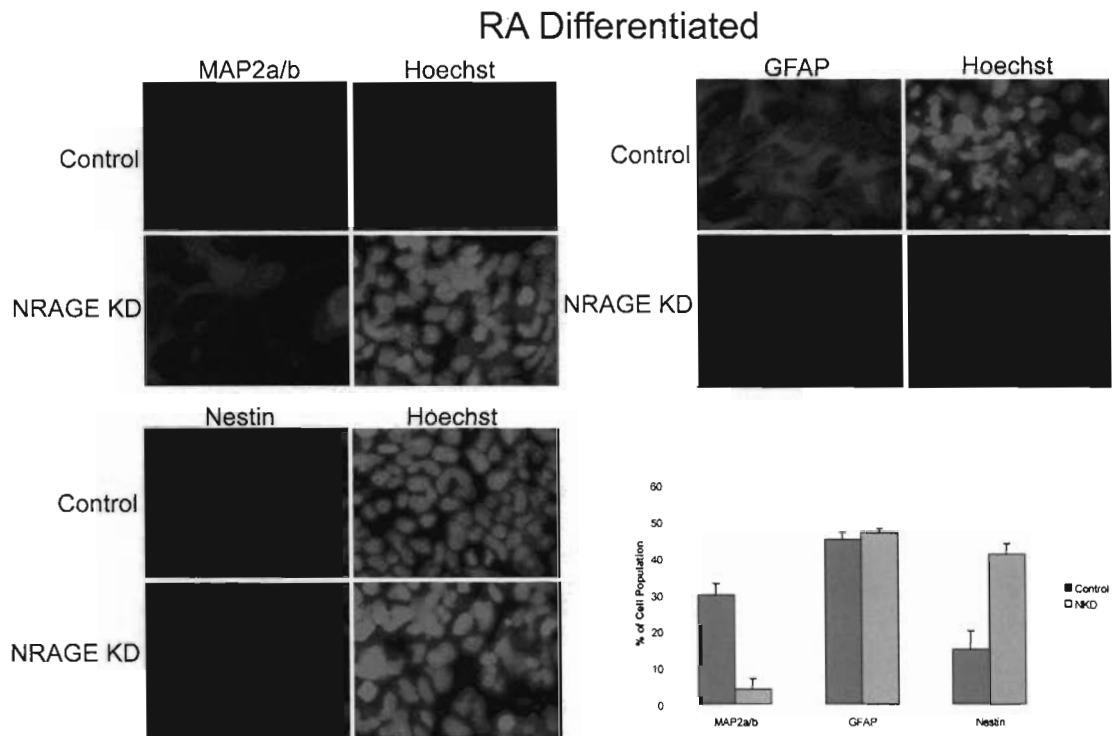 RA Differentiated
MAP2a/b Hoechst
Control
NRAGE KD
GFAP Hoechst
Control
NRAGE KD
Nestin Hoechst
Control
NRAGE KD
% of Cell Population
60
50
40
30
20
10
0
MAP2a/b GFAP Nestin
Control
NKD